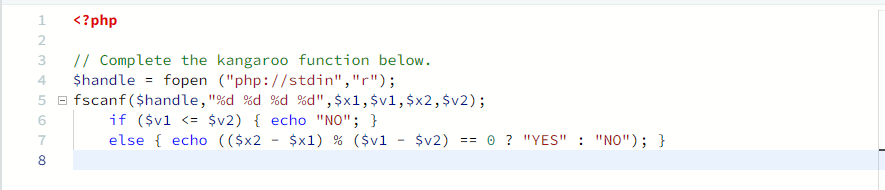 1 <?php
2
3 // Complete the kangaroo function below.
4 $handle = fopen ("php://stdin","r");
5 fscanf($handle,"%d %d %d %d",$x1,$v1,$x2,$v2);
6 if ($v1 <= $v2) { echo "NO"; }
7 else { echo (($x2 - $x1) % ($v1 - $v2) == 0 ? "YES" : "NO"); }
8